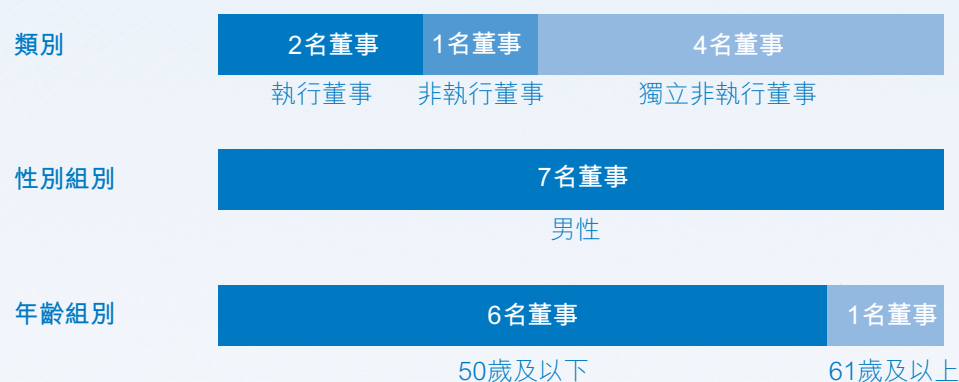 類別 2名董事 1名董事 4名董事
執行董事 非執行董事 獨立非執行董事
性別組別 7名董事
男性
年齡組別 6名董事 1名董事
50歲及以下 61歲及以上